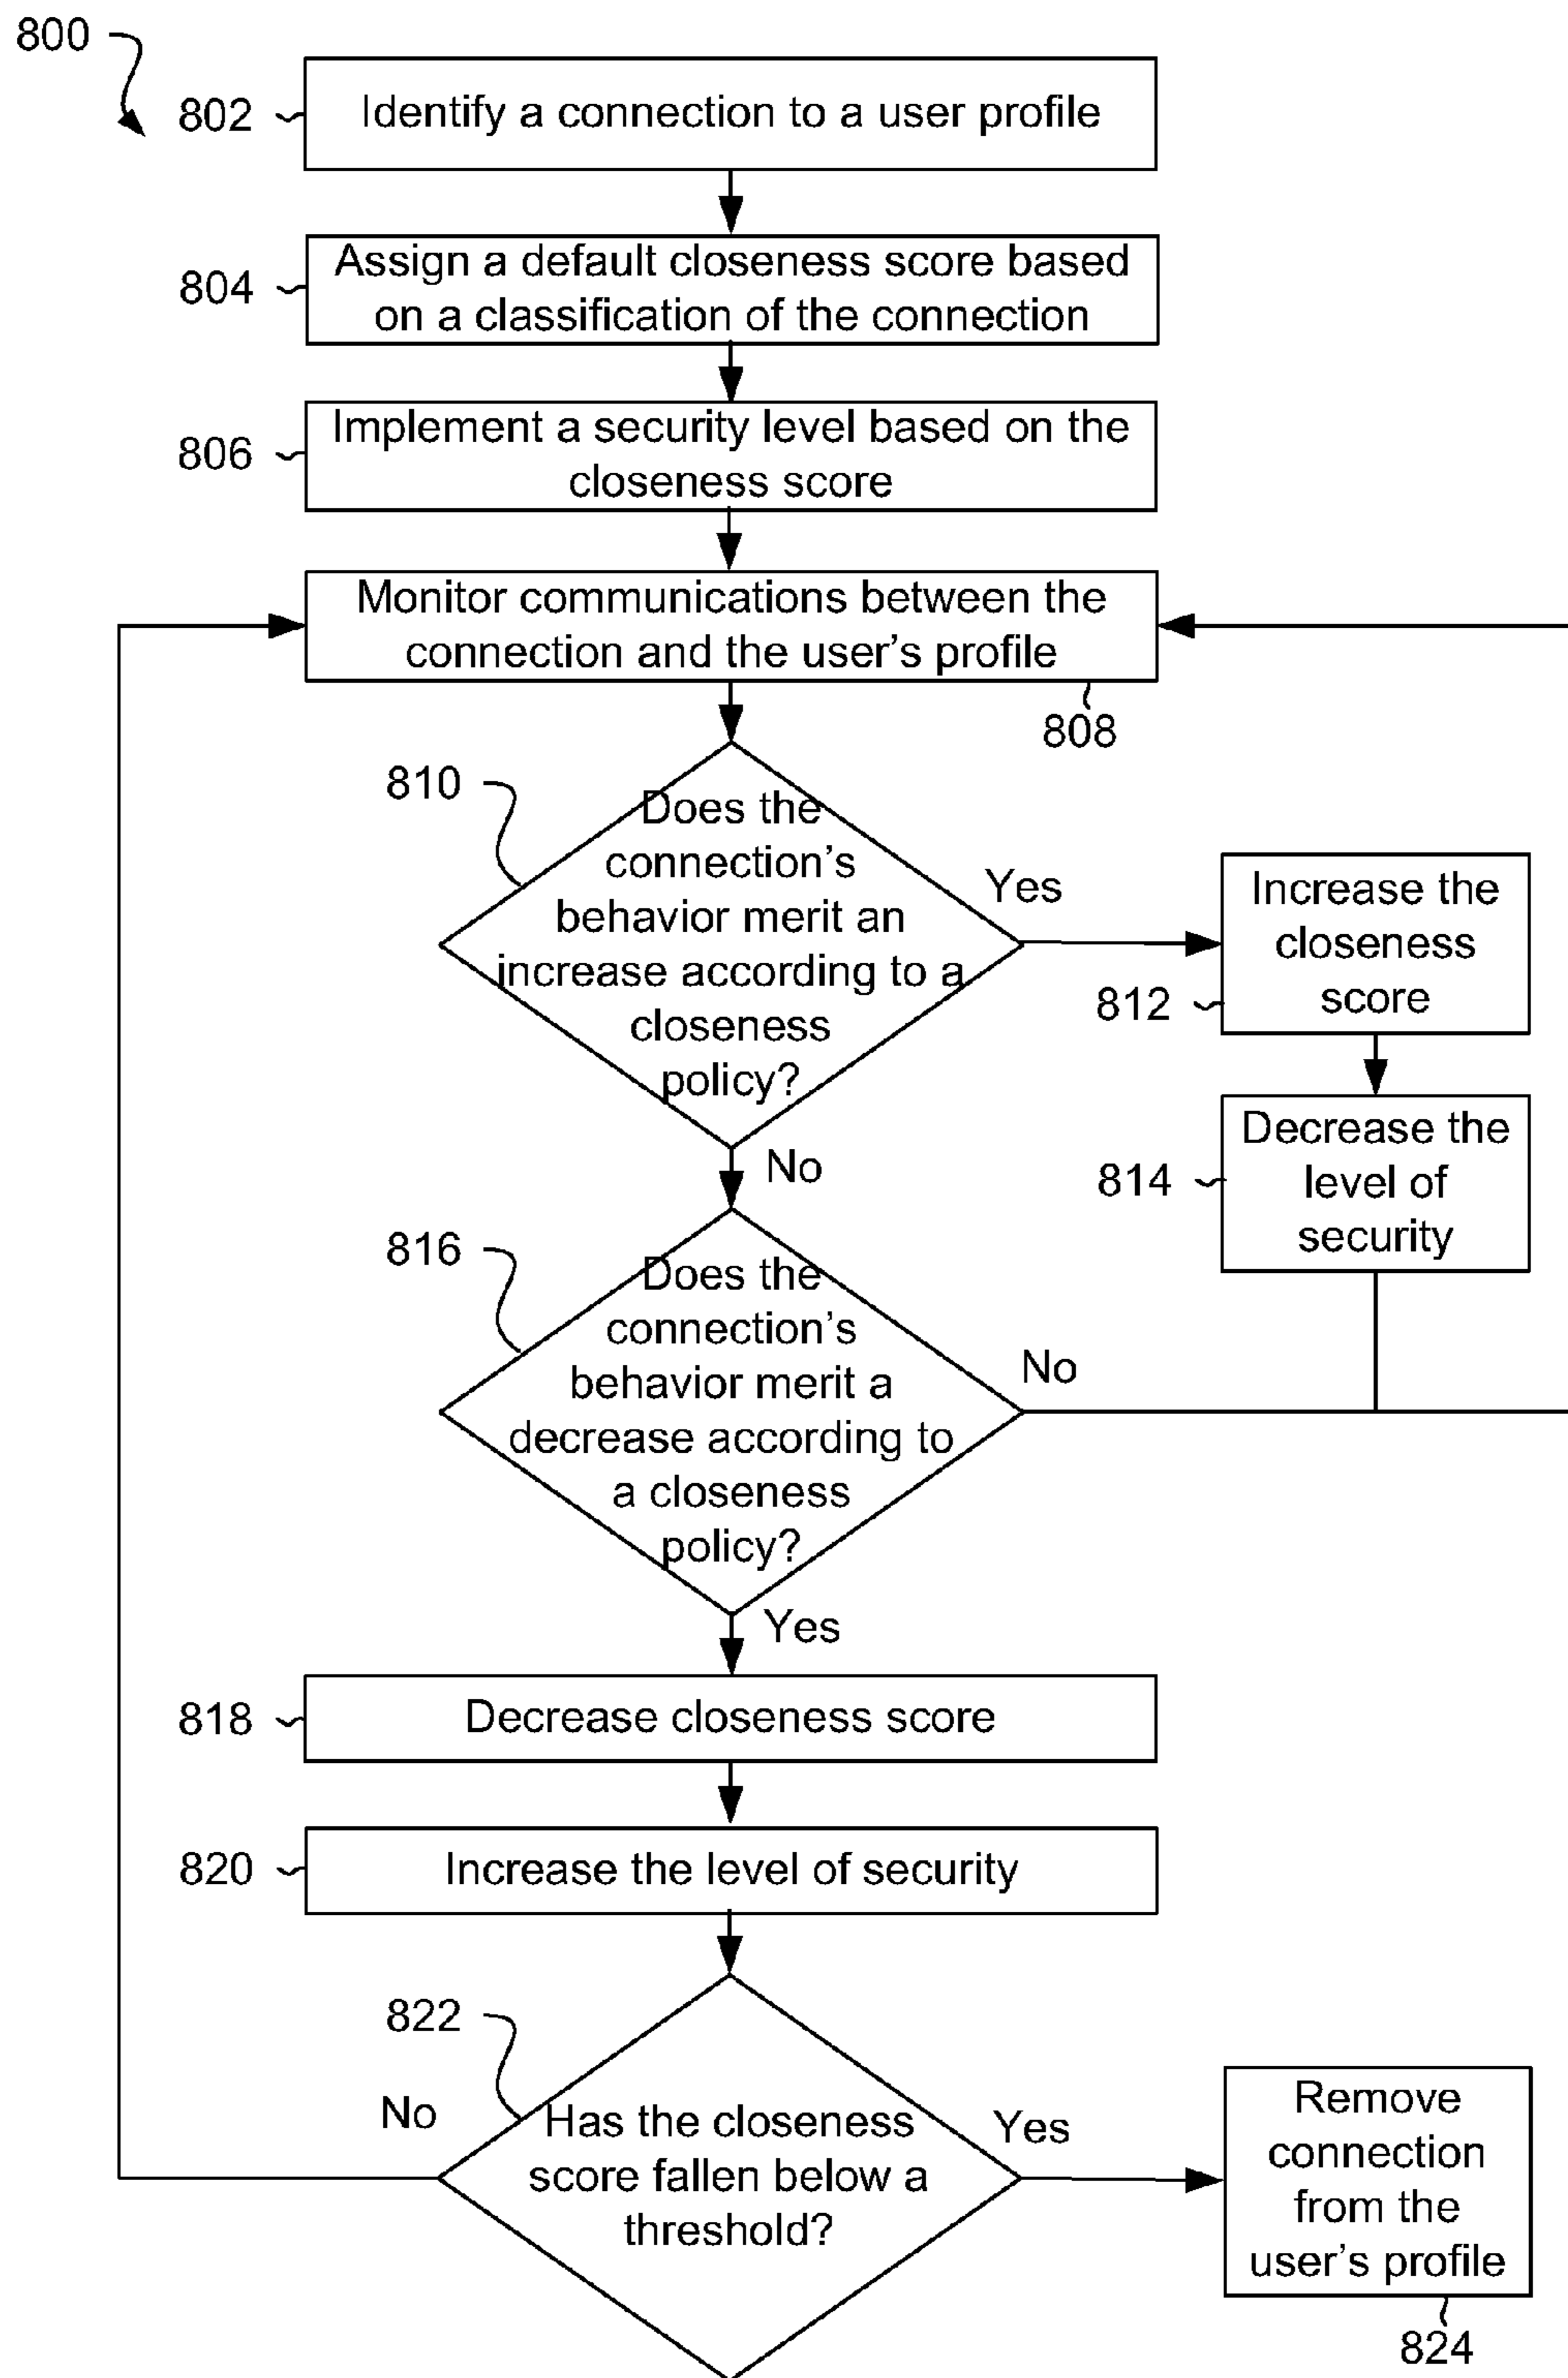 800
802
Identify a connection to a user profile
804
Assign a default closeness score based
on a classification of the connection
806
Implement a security level based on the
closeness score
Monitor communications between the
connection and the user's profile
808
810
Does the
connection's
behavior merit an
increase according to a
closeness
policy?
Yes
Increase the
closeness
score
812
Decrease the
level of
security
814
No
816
Does the
connection's
behavior merit a
decrease according to
a closeness
policy?
No
Yes
818
Decrease closeness score
820
Increase the level of security
822
No
Has the closeness
score fallen below a
threshold?
Yes
Remove
connection
from the
user's profile
824